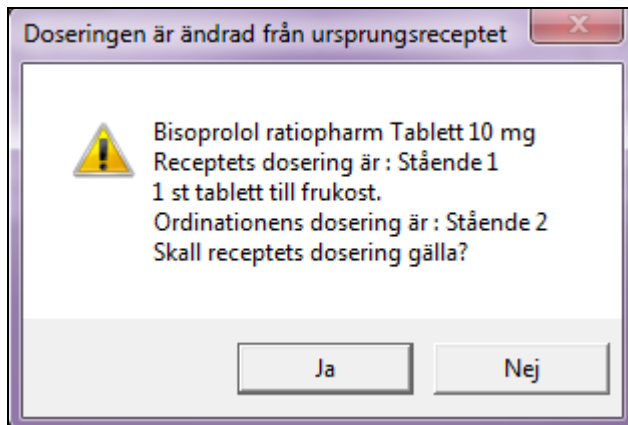 Doseringen är ändrad från ursprungsreceptet
Bisoprolol ratiopharm Tablett 10 mg
Receptets dosering är : Stående 1
1 st tablett till frukost.
Ordinationens dosering är : Stående 2
Skall receptets dosering gälla?
Ja
Nej